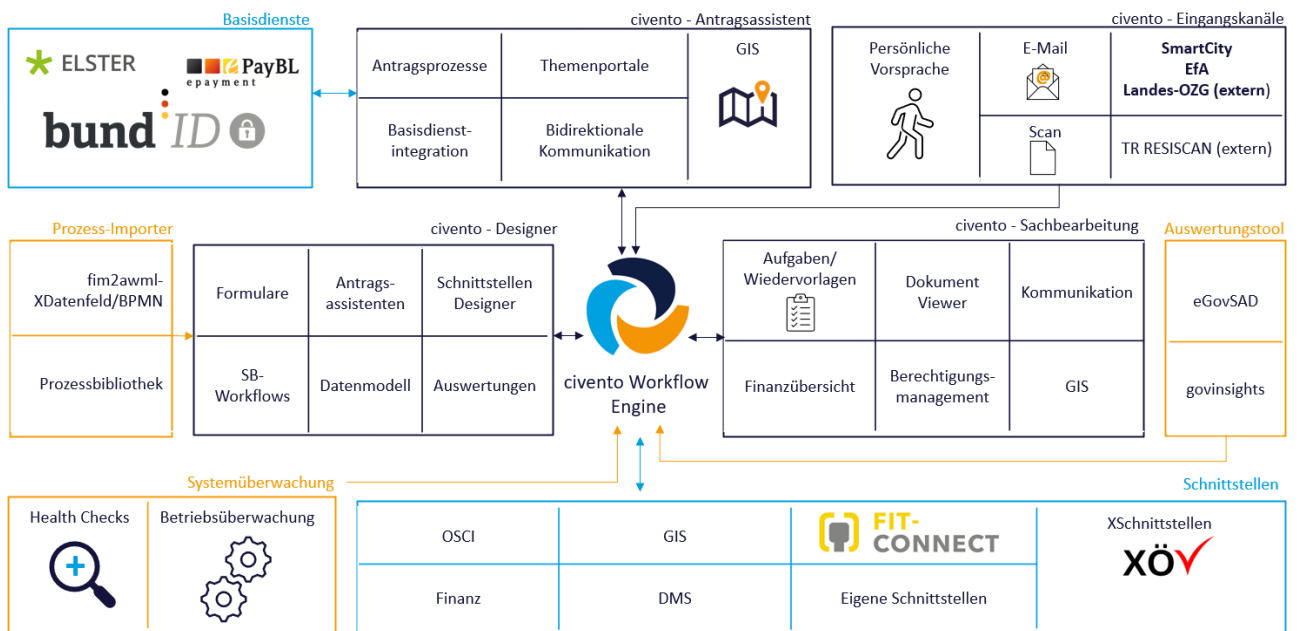 Basisdienste
ELSTER
PayBL
epayment
bund ID
civento - Antragsassistent
Antragsprozesse
Themenportale
GIS
Basisdienst-
integration
Bidirektionale
Kommunikation
civento - Eingangskanäle
Persönliche
Vorsprache
E-Mail
@
Scan
SmartCity
EfA
Landes-OZG (extern)
TR RESISCAN (extern)
Prozess-Importer
fim2awml-
XDatenfeld/BPMN
Prozessbibliothek
civento - Designer
Formulare
Antrags-
assistenten
Schnittstellen
Designer
SB-
Workflows
Datenmodell
Auswertungen
civento Workflow
Engine
civento - Sachbearbeitung
Aufgaben/
Wiedervorlagen
Dokument
Viewer
Kommunikation
Finanzübersicht
Berechtigungs-
management
GIS
Auswertungstool
eGovSAD
govinsights
Systemüberwachung
Health Checks
Betriebsüberwachung
Schnittstellen
OSCI
GIS
FIT-
CONNECT
XSchnittstellen
XÖV
Finanz
DMS
Eigene Schnittstellen